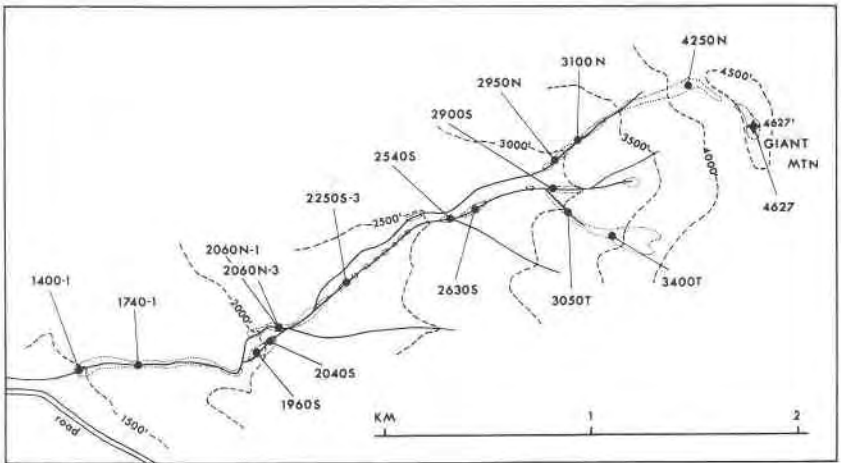 4250N
4500'
3100N
2950N
4627'
GIANT
MTN
2900S
3000'
3500'
4000'
2540S
4627
2250S-3
2500'
2060N-1
2060N-3
2630S
3400T
1400-1
3050T
1740-1
2000'
2040S
1960S
KM
1
2
1500'
road